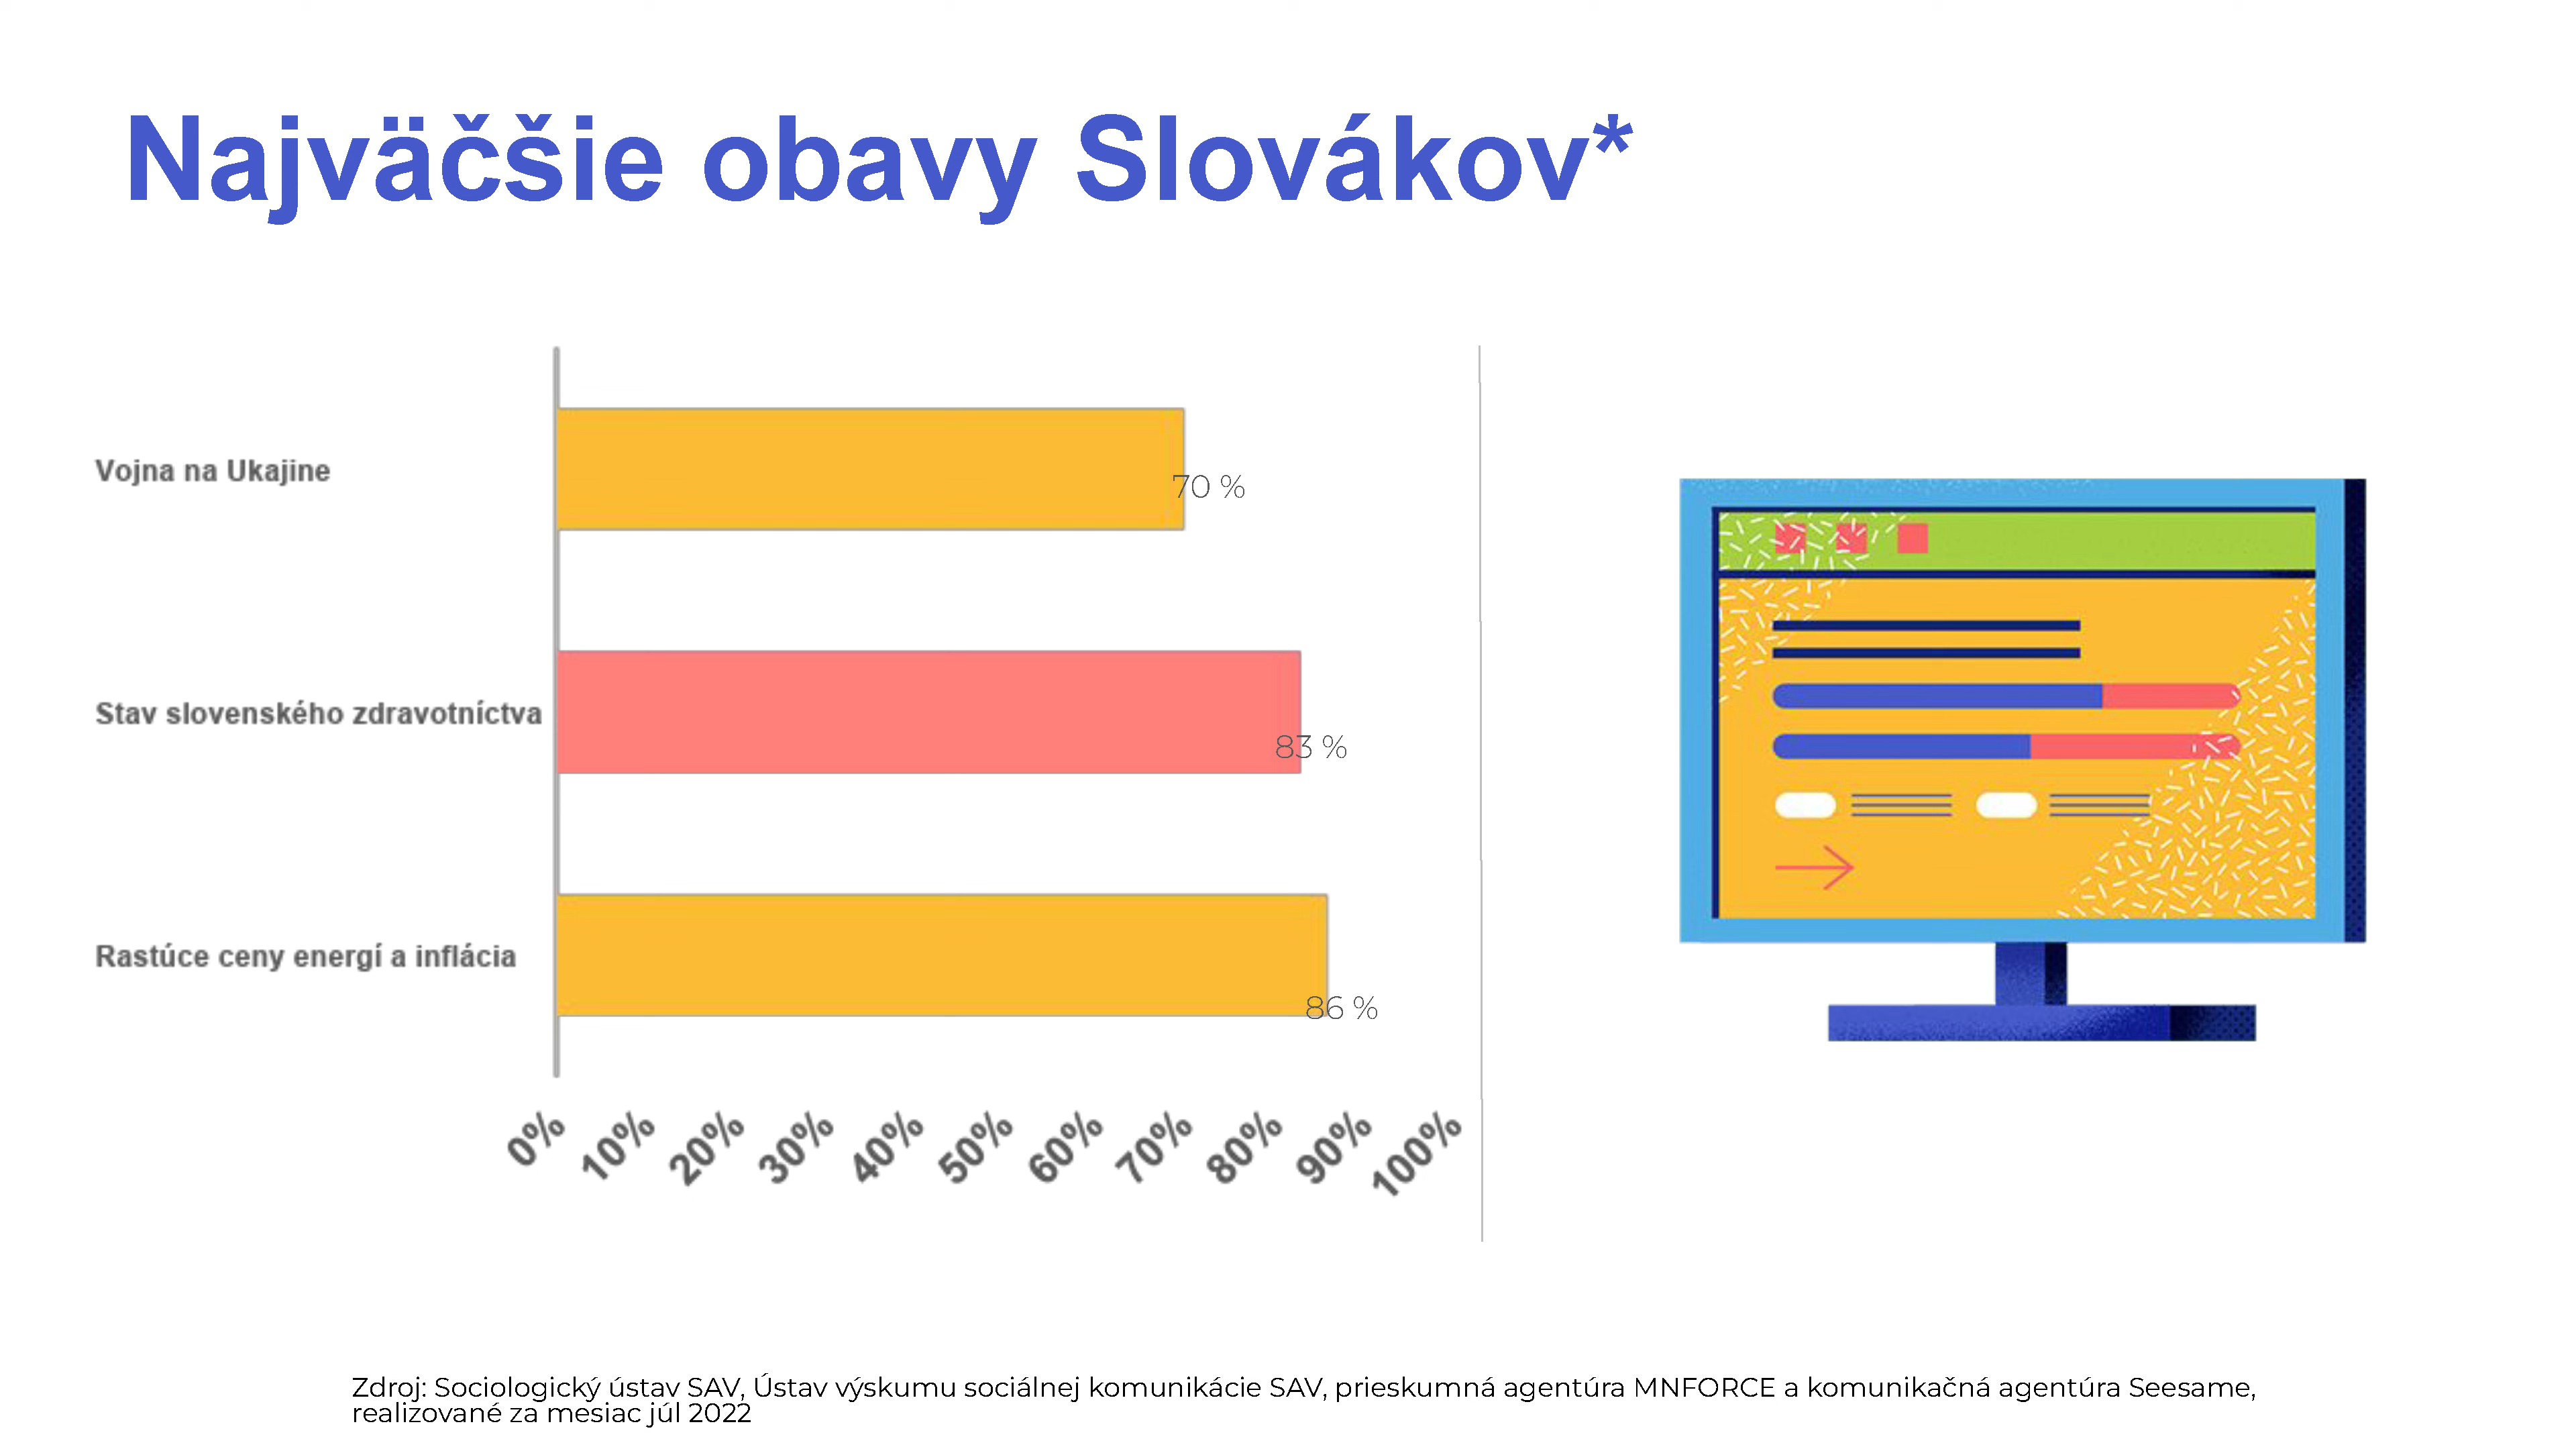 Najväčšie obavy Slovákov*
Vojna na Ukajine
70 %
Stav slovenského zdravotníctva
83 %
Rastúce ceny energí a inflácia
86 %
0%
10%
20%
30%
40%
50%
60%
70%
80%
90%
100%
Zdroj: Sociologický ústav SAV, Ústav výskumu sociálnej komunikácie SAV, prieskumná agentúra MNFORCE a komunikačná agentúra Seesame,
realizované za mesiac júl 2022